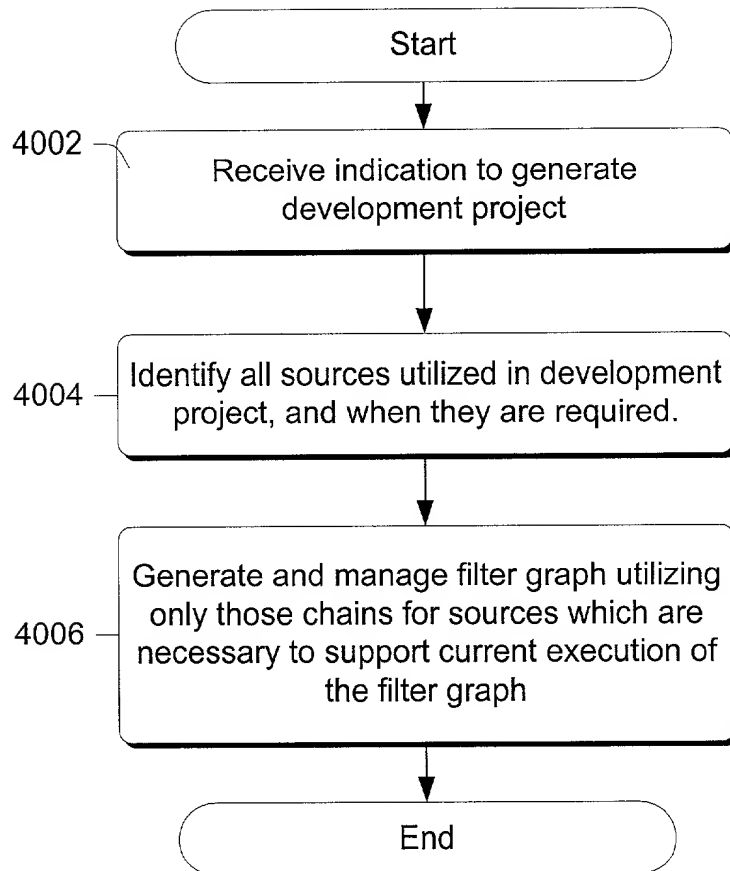 Start
4002
Receive indication to generate
development project
4004
Identify all sources utilized in development
project, and when they are required.
4006
Generate and manage filter graph utilizing
only those chains for sources which are
necessary to support current execution of
the filter graph
End